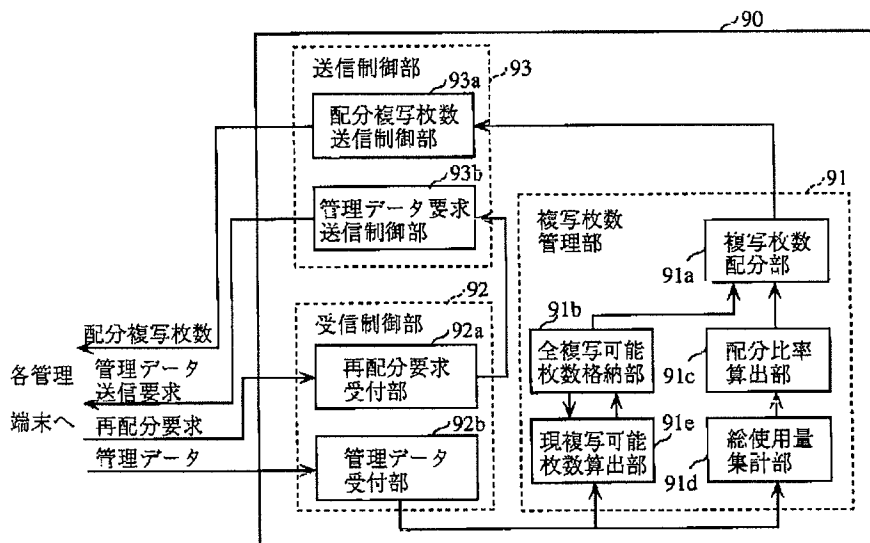 90
送信制御部
93
93a
配分複写枚数
送信制御部
93b
管理データ要求
送信制御部
91
複写枚数
管理部
91a
複写枚数
配分部
92
受信制御部
92a
再配分要求
受付部
92b
管理データ
受付部
91b
全複写可能
枚数格納部
91c
配分比率
算出部
91e
現複写可能
枚数算出部
91d
総使用量
集計部
配分複写枚数
各管理
端末へ
管理データ
送信要求
再配分要求
管理データ